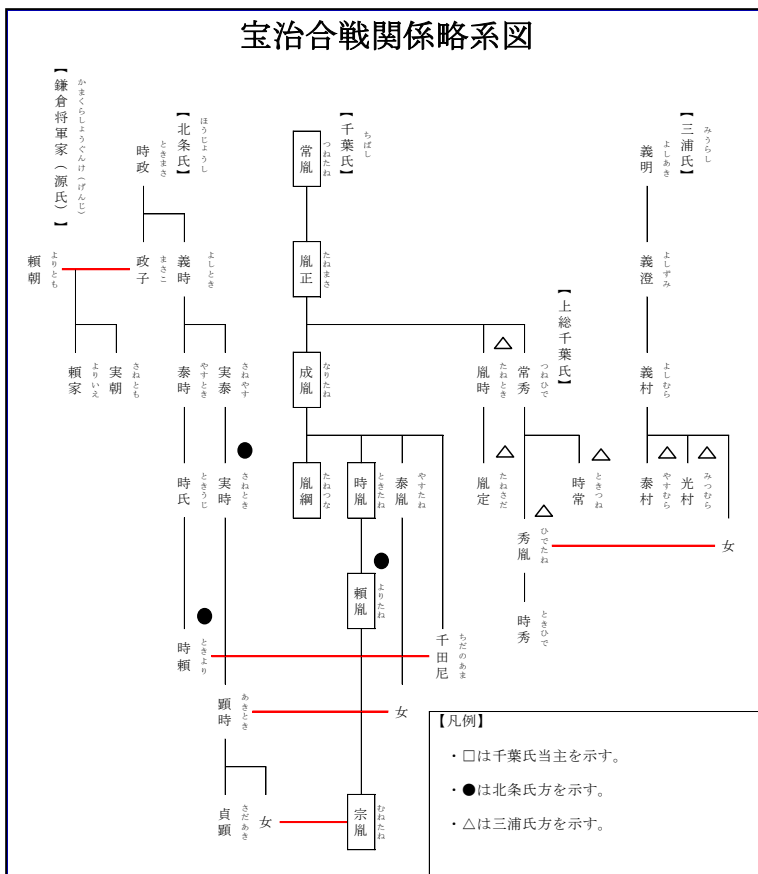 宝治合戦関係略系図
【三浦氏】
みうらし
義明
よしあき
義澄
よしずみ
義村
よしむら
泰村
やすむら
△
光村
みつむら
△
女
【上総千葉氏】
常秀
つねひで
時常
ときつね
△
秀胤
ひでたね
△
時秀
ときひで
【千葉氏】
ちばし
常胤
つねたね
胤正
たねまさ
成胤
なりたね
胤時
たねとき
△
胤定
たねさだ
△
胤綱
たねつな
時胤
ときたね
泰胤
やすたね
千田尼
ちだのあま
頼胤
よりたね
●
女
宗胤
むねたね
【北条氏】
ほうじょうし
時政
ときまさ
政子
まさこ
義時
よしとき
泰時
やすとき
実泰
さねやす
時氏
ときうじ
実時
さねとき
●
時頼
ときより
●
顕時
あきとき
貞顕
さだあき
女
【鎌倉将軍家(源氏)】
かまくらしょうぐんけ(げんじ)
頼朝
よりとも
頼家
よりいえ
実朝
さねとも
【凡例】
・□は千葉氏当主を示す。
・●は北条氏方を示す。
・△は三浦氏方を示す。